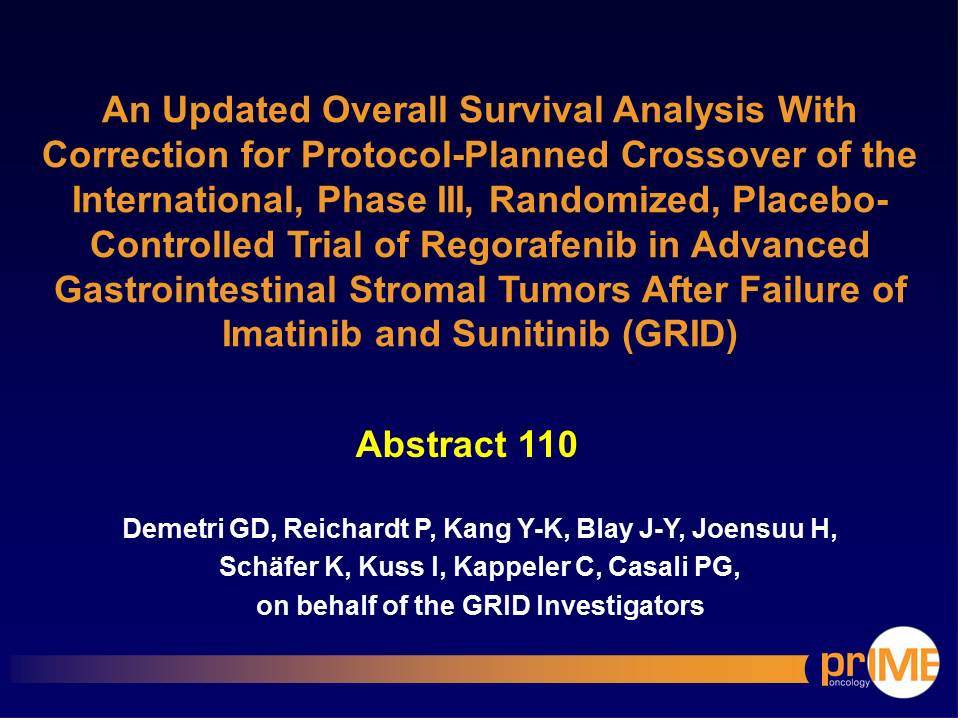 An Updated Overall Survival Analysis With
Correction for Protocol-Planned Crossover of the
International, Phase III, Randomized, Placebo-
Controlled Trial of Regorafenib in Advanced
Gastrointestinal Stromal Tumors After Failure of
Imatinib and Sunitinib (GRID)
Abstract 110
Demetri GD, Reichardt P, Kang Y-K, Blay J-Y, Joensuu H,
Schäfer K, Kuss I, Kappeler C, Casali PG,
on behalf of the GRID Investigators
prIME
oncology